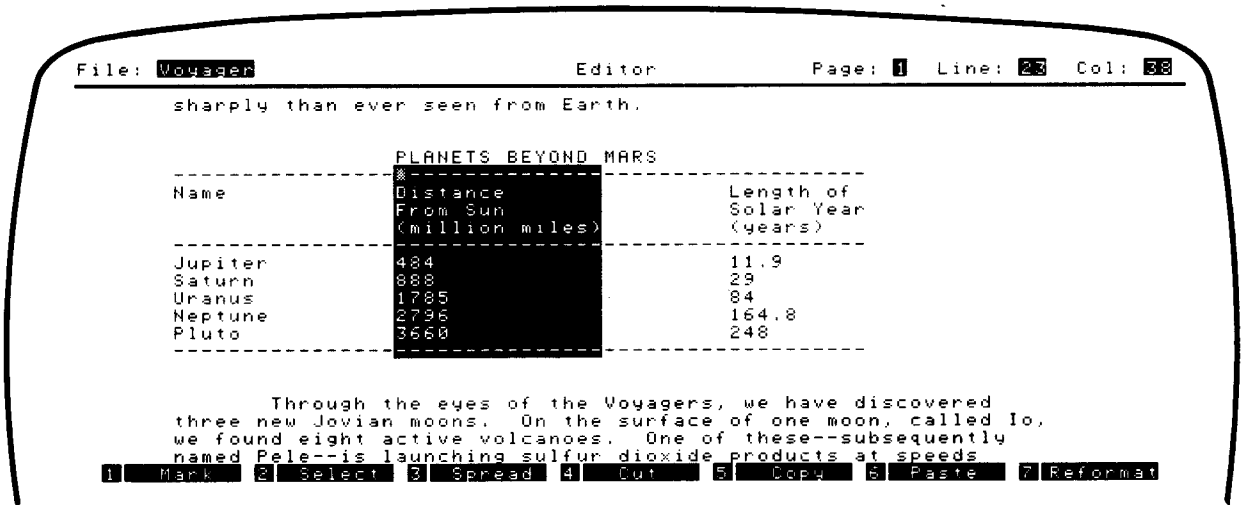 File: Voyager Editor Page: 1 Line: 23 Col: 38
sharply than ever seen from Earth.
PLANETS BEYOND MARS
Name Distance Length of
From Sun Solar Year
(million miles) (years)
Jupiter 484 11.9
Saturn 888 29
Uranus 1785 84
Neptune 2796 164.8
Pluto 3660 248
Through the eyes of the Voyagers, we have discovered
three new Jovian moons. On the surface of one moon, called Io,
we found eight active volcanoes. One of these--subsequently
named Pele--is launching sulfur dioxide products at speeds
1 Mark 2 Select 3 Spread 4 Cut 5 Copy 6 Paste 7 Reformat